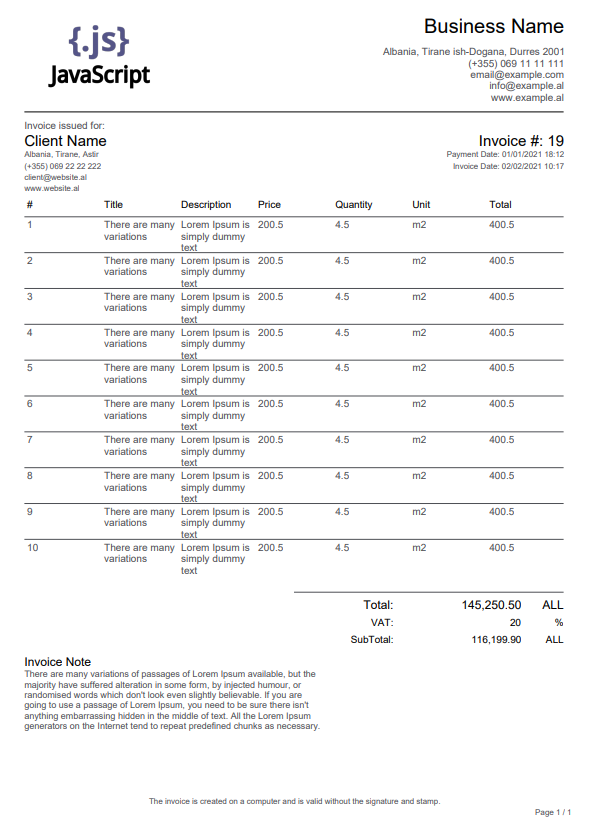 {.js}
JavaScript
Business Name
Albania, Tirane ish-Dogana, Durres 2001
(+355) 069 11 11 111
email@example.com
info@example.al
www.example.al
Invoice issued for:
Client Name
Albania, Tirane, Astir
(+355) 069 22 22 222
client@website.al
www.website.al
Invoice #: 19
Payment Date: 01/01/2021 18:12
Invoice Date: 02/02/2021 10:17
# Title Description Price Quantity Unit Total
1 There are many Lorem Ipsum is 200.5 4.5 m2 400.5
variations simply dummy
text
2 There are many Lorem Ipsum is 200.5 4.5 m2 400.5
variations simply dummy
text
3 There are many Lorem Ipsum is 200.5 4.5 m2 400.5
variations simply dummy
text
4 There are many Lorem Ipsum is 200.5 4.5 m2 400.5
variations simply dummy
text
5 There are many Lorem Ipsum is 200.5 4.5 m2 400.5
variations simply dummy
text
6 There are many Lorem Ipsum is 200.5 4.5 m2 400.5
variations simply dummy
text
7 There are many Lorem Ipsum is 200.5 4.5 m2 400.5
variations simply dummy
text
8 There are many Lorem Ipsum is 200.5 4.5 m2 400.5
variations simply dummy
text
9 There are many Lorem Ipsum is 200.5 4.5 m2 400.5
variations simply dummy
text
10 There are many Lorem Ipsum is 200.5 4.5 m2 400.5
variations simply dummy
text
Total: 145,250.50 ALL
VAT: 20 %
SubTotal: 116,199.90 ALL
Invoice Note
There are many variations of passages of Lorem Ipsum available, but the
majority have suffered alteration in some form, by injected humour, or
randomised words which don't look even slightly believable. If you are
going to use a passage of Lorem Ipsum, you need to be sure there isn't
anything embarrassing hidden in the middle of text. All the Lorem Ipsum
generators on the Internet tend to repeat predefined chunks as necessary.
The invoice is created on a computer and is valid without the signature and stamp.
Page 1 / 1